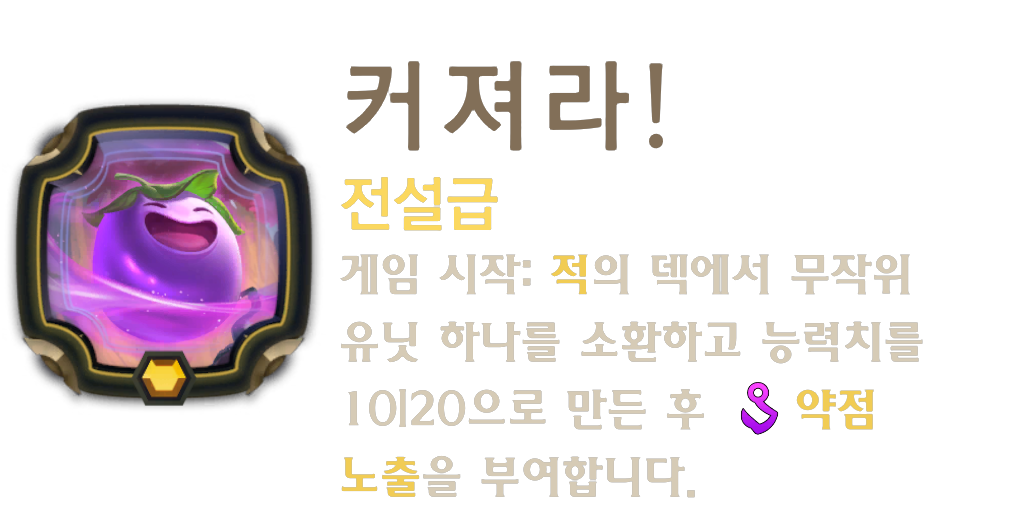 커져라!
전설급
게임 시작: 적의 덱에서 무작위
유닛 하나를 소환하고 능력치를
10|20으로 만든 후 약점
노출을 부여합니다.